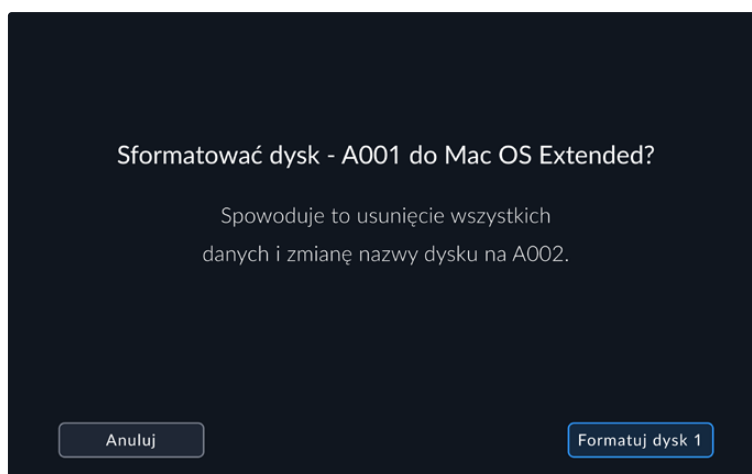 Sformatować dysk - A001 do Mac OS Extended?
Spowoduje to usunięcie wszystkich
danych i zmianę nazwy dysku na A002.
Anuluj
Formatuj dysk 1